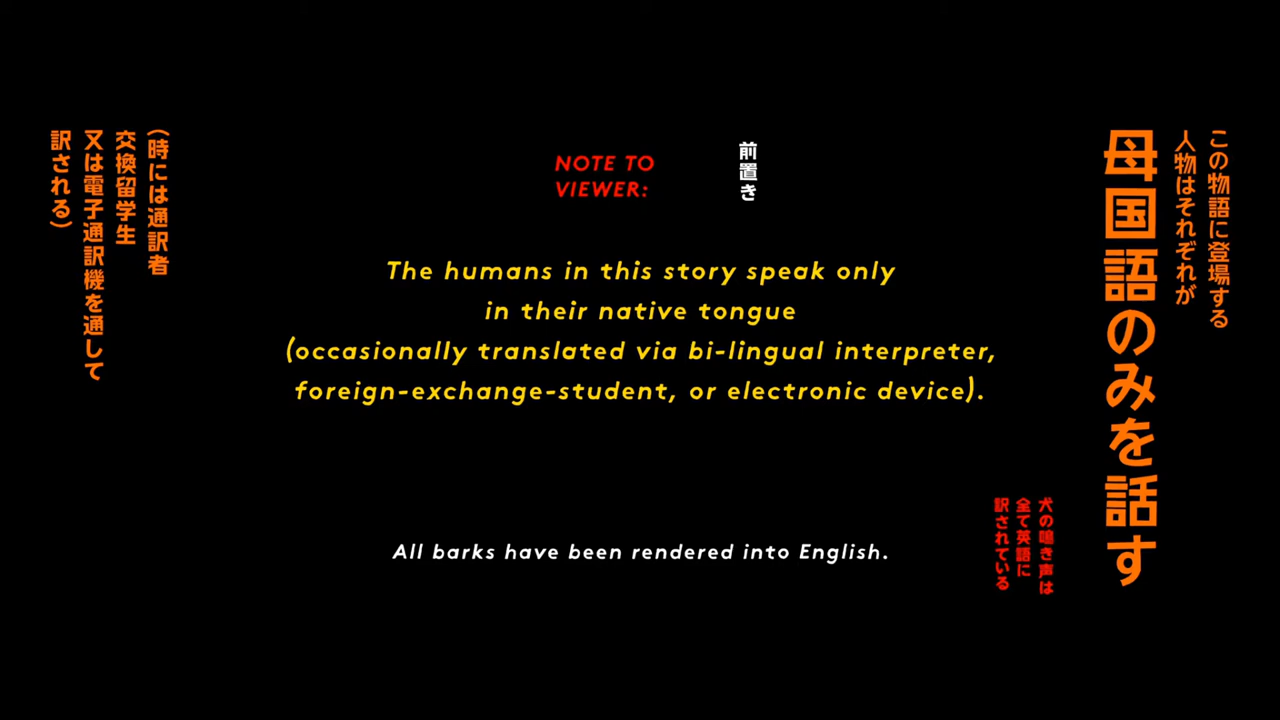 NOTE TO
VIEWER:
前置き
The humans in this story speak only
in their native tongue
(occasionally translated via bi-lingual interpreter,
foreign-exchange-student, or electronic device).
All barks have been rendered into English.
この物語に登場する
人物はそれぞれが
母国語のみを話す
犬の鳴き声は
全て英語に
訳されている
(時には通訳者
交換留学生
又は電子通訳機を通して
訳される)